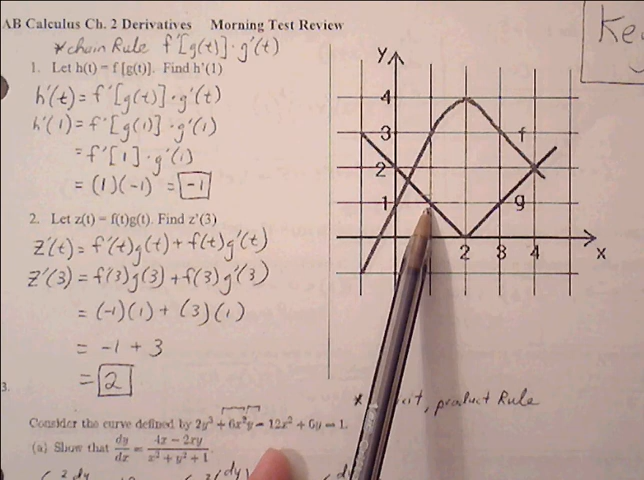 AB Calculus Ch. 2 Derivatives Morning Test Review
*chain Rule f'[g(t)]·g'(t)
1. Let h(t) = f [g(t)]. Find h'(1)
h'(t) = f'[g(t)]·g'(t)
h'(1) = f'[g(1)]·g'(1)
= f'[1]·g'(1)
= (1)(-1) = -1
2. Let z(t) = f(t)g(t). Find z'(3)
z'(t) = f'(t)g(t) + f(t)g'(t)
z'(3) = f'(3)g(3) + f(3)g'(3)
= (-1)(1) + (3)(1)
= -1 + 3
= 2
3.
Consider the curve defined by 2y³ + 6x²y - 12x² + 6y = 1.
(a) Show that dy/dx = 4x - 2xy / x² + y² + 1
Ke
y
4
3
f
2
1
g
2 3 4
x
*
, product Rule